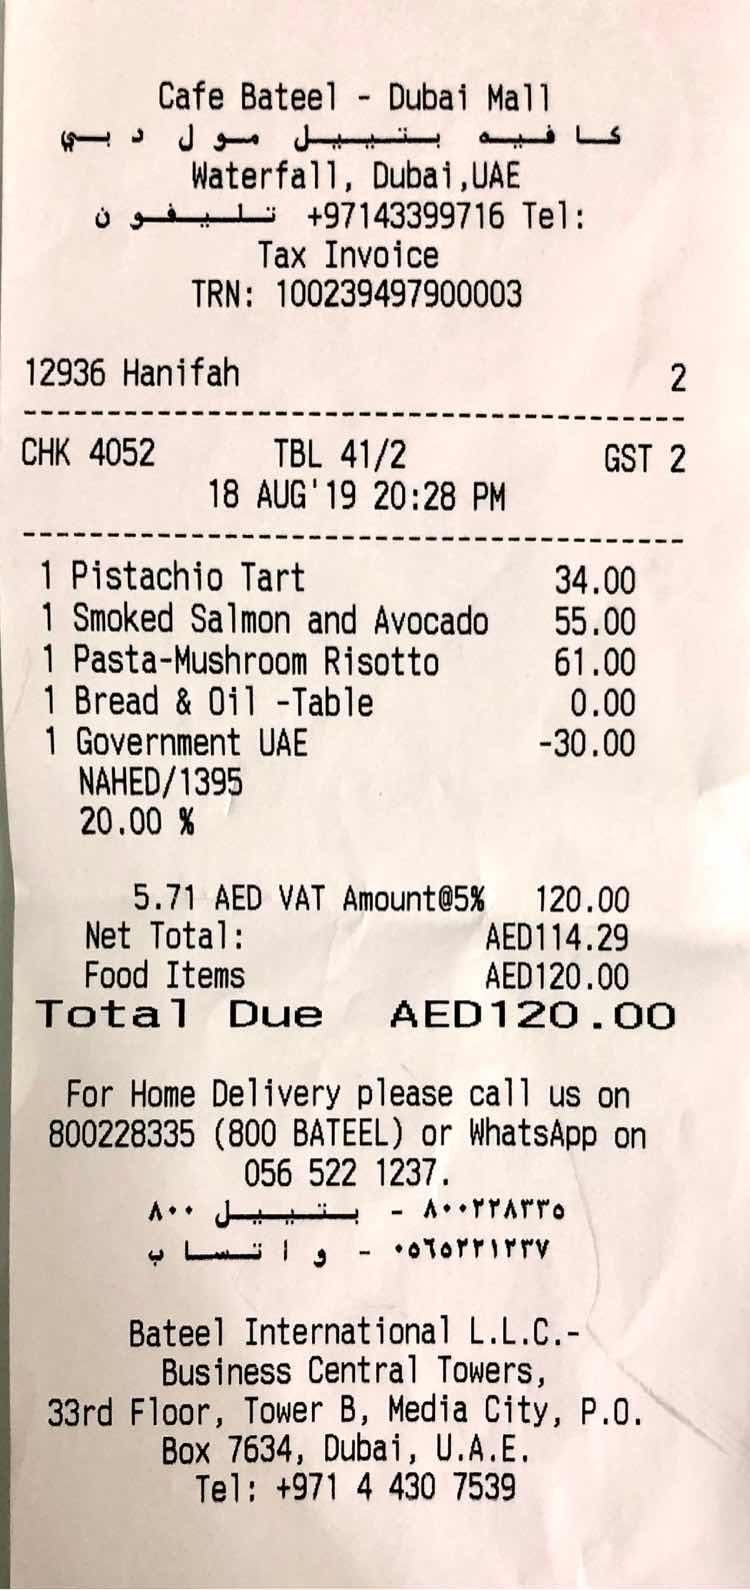 Cafe Bateel - Dubai Mall
كافيه بتييل مول دبي
Waterfall, Dubai,UAE
تليفون +97143399716 Tel:
Tax Invoice
TRN: 100239497900003
12936 Hanifah 2
CHK 4052 TBL 41/2 GST 2
18 AUG'19 20:28 PM
1 Pistachio Tart 34.00
1 Smoked Salmon and Avocado 55.00
1 Pasta-Mushroom Risotto 61.00
1 Bread & Oil -Table 0.00
1 Government UAE -30.00
NAHED/1395
20.00 %
5.71 AED VAT Amount@5% 120.00
Net Total: AED114.29
Food Items AED120.00
Total Due AED120.00
For Home Delivery please call us on
800228335 (800 BATEEL) or WhatsApp on
056 522 1237.
٨٠٠٢٢٨٣٣٥ - بتييل ٨٠٠
٠٥٦٥٢٢١٢٣٧ - واتساب
Bateel International L.L.C.-
Business Central Towers,
33rd Floor, Tower B, Media City, P.O.
Box 7634, Dubai, U.A.E.
Tel: +971 4 430 7539